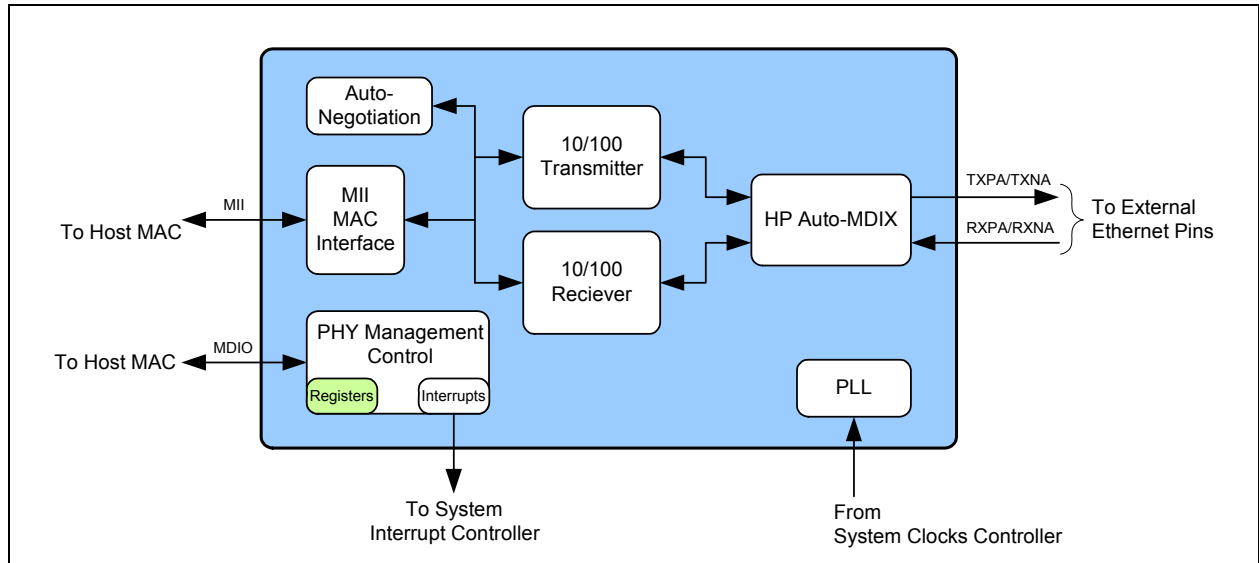 Auto-
Negotiation
10/100
Transmitter
MII
MII
MAC
Interface
To Host MAC
HP Auto-MDIX
TXPA/TXNA
RXPA/RXNA
To External
Ethernet Pins
10/100
Reciever
To Host MAC
MDIO
PHY Management
Control
Registers
Interrupts
PLL
To System
Interrupt Controller
From
System Clocks Controller